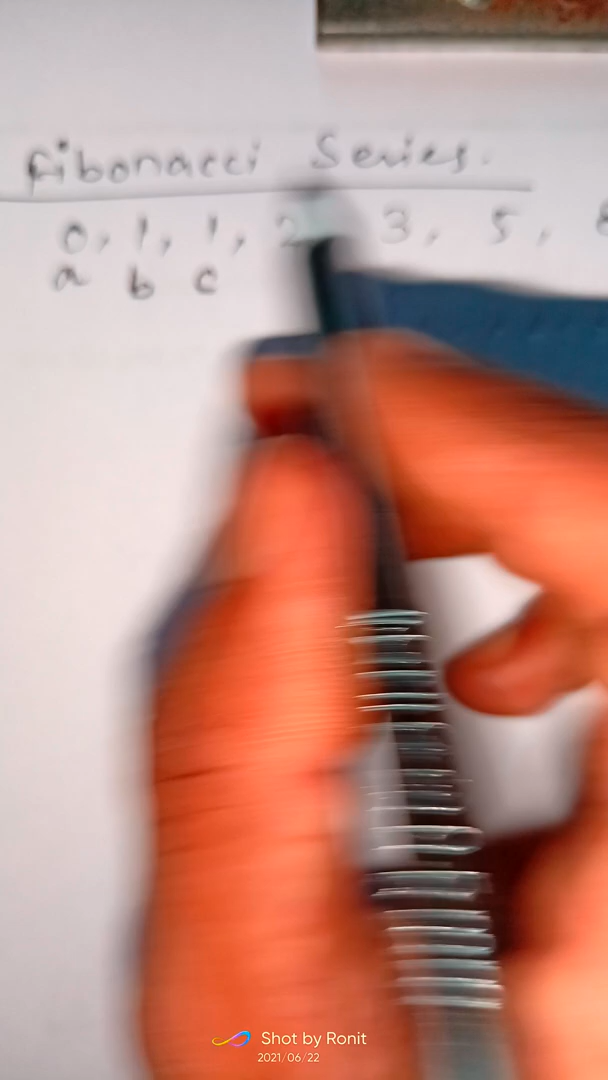 Fibonacci Series.
0, 1, 1, 2 3, 5,
a b c
Shot by Ronit
2021/06/22